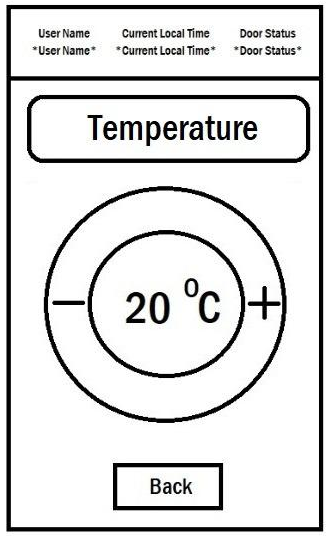 User Name Current Local Time Door Status
*User Name* *Current Local Time* *Door Status*
Temperature
− 20 °C +
Back